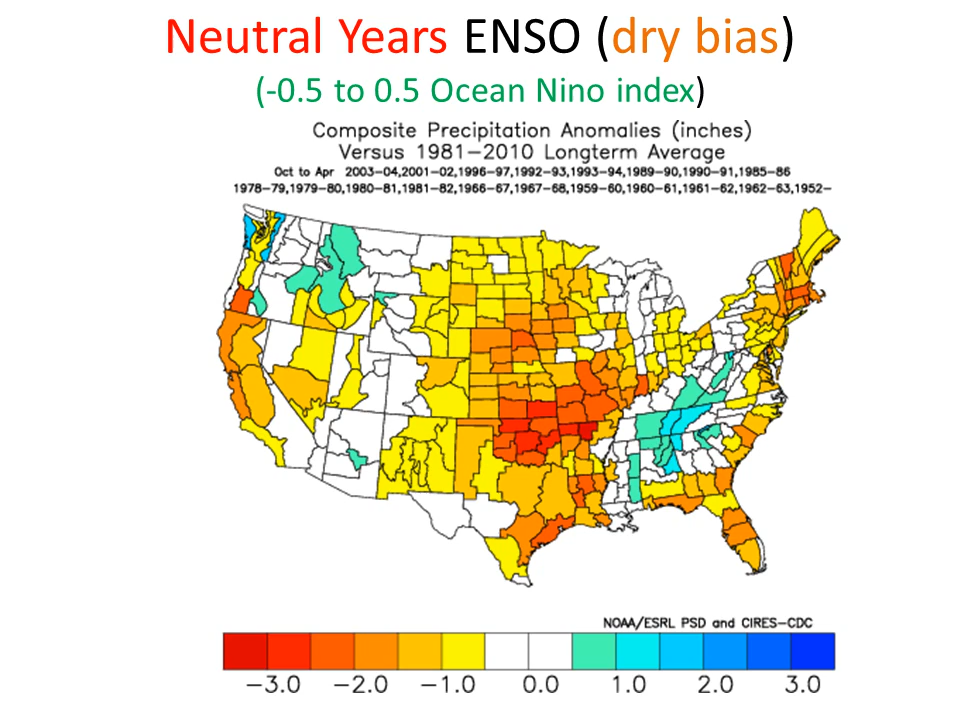 Neutral Years ENSO (dry bias)
(-0.5 to 0.5 Ocean Nino index)
Composite Precipitation Anomalies (inches)
Versus 1981−2010 Longterm Average
Oct to Apr 2003−04,2001−02,1996−97,1992−93,1993−94,1989−90,1990−91,1985−86
1978−79,1979−80,1980−81,1981−82,1966−67,1967−68,1959−60,1960−61,1961−62,1962−63,1952−
NOAA/ESRL PSD and CIRES−CDC
−3.0 −2.0 −1.0 0.0 1.0 2.0 3.0